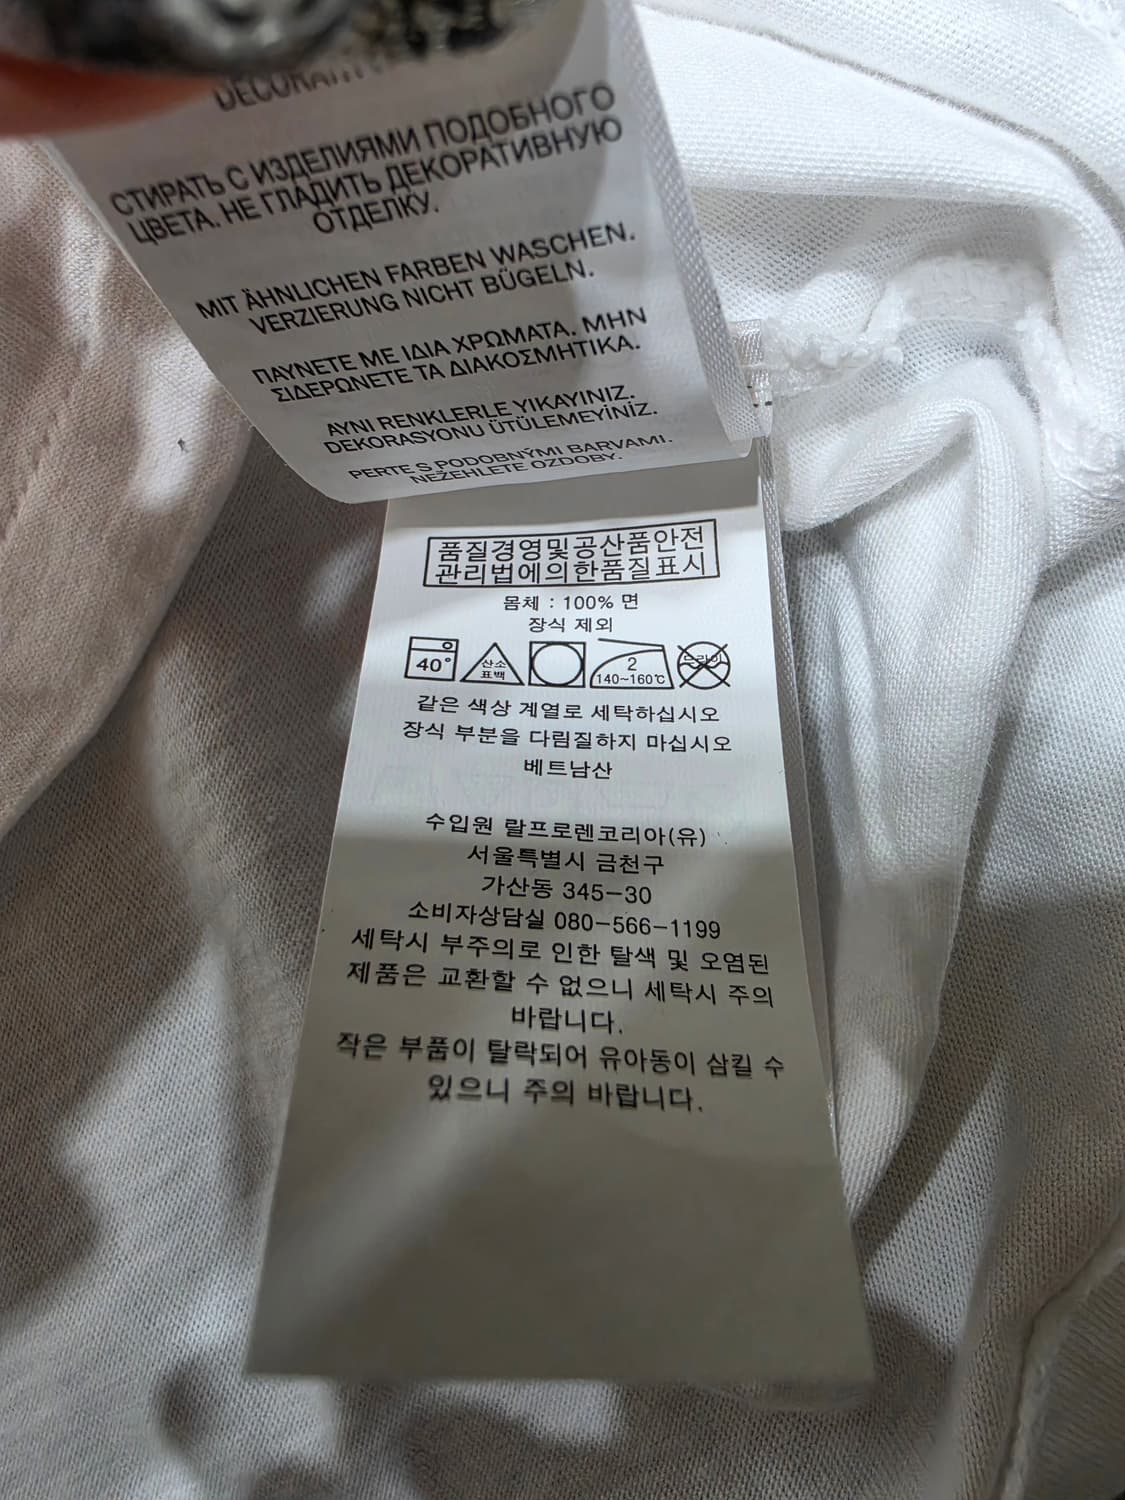 СТИРАТЬ С ИЗДЕЛИЯМИ ПОДОБНОГО
ЦВЕТА. НЕ ГЛАДИТЬ ДЕКОРАТИВНУЮ
ОТДЕЛКУ.
MIT ÄHNLICHEN FARBEN WASCHEN.
VERZIERUNG NICHT BÜGELN.
ΠΛΥΝΕΤΕ ΜΕ ΙΔΙΑ ΧΡΩΜΑΤΑ. ΜΗΝ
ΣΙΔΕΡΩΝΕΤΕ ΤΑ ΔΙΑΚΟΣΜΗΤΙΚΑ.
AYNI RENKLERLE YIKAYINIZ.
DEKORASYONU ÜTÜLEMEYİNİZ.
PERTE S PODOBNÝMI BARVAMI.
NEŽEHLETE OZDOBY.
품질경영및공산품안전
관리법에의한품질표시
몸체 : 100% 면
장식 제외
40° 산소 표백 2 140~160℃ 드라이
같은 색상 계열로 세탁하십시오
장식 부분을 다림질하지 마십시오
베트남산
수입원 랄프로렌코리아(유)
서울특별시 금천구
가산동 345-30
소비자상담실 080-566-1199
세탁시 부주의로 인한 탈색 및 오염된
제품은 교환할 수 없으니 세탁시 주의
바랍니다.
작은 부품이 탈락되어 유아동이 삼킬 수
있으니 주의 바랍니다.